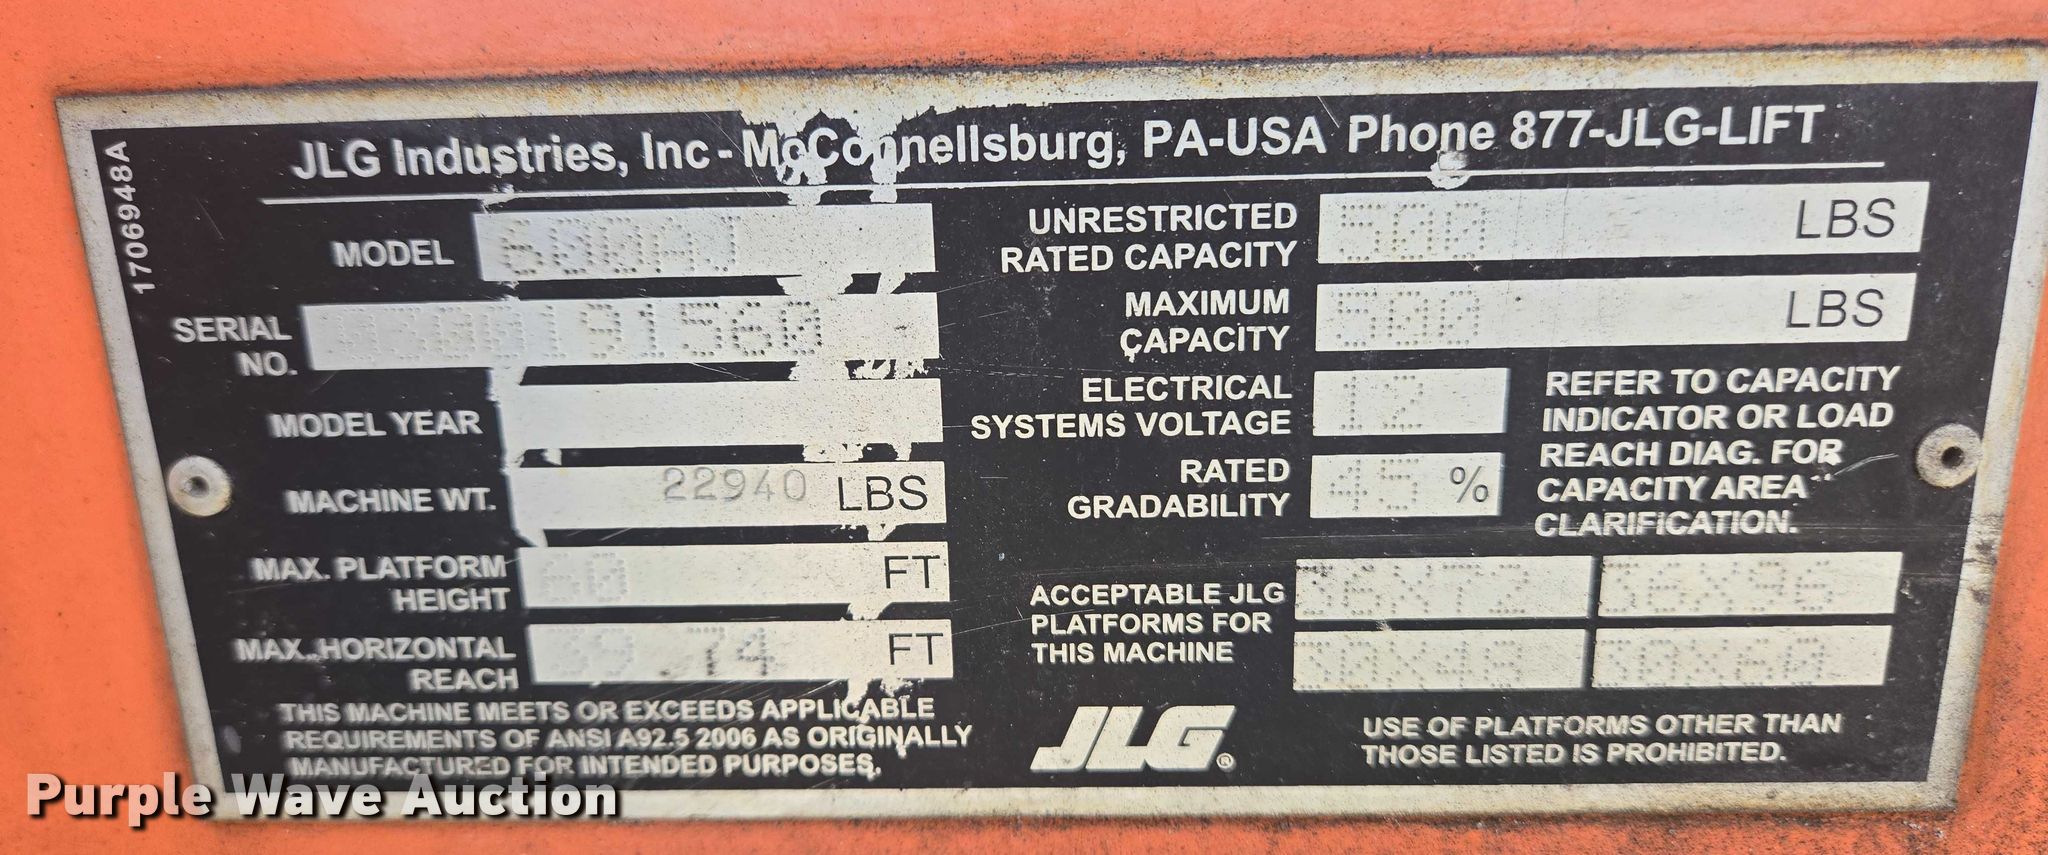 1706948A
JLG Industries, Inc - McConnellsburg, PA-USA Phone 877-JLG-LIFT
MODEL 600AJ
SERIAL NO. 0300191560
MODEL YEAR
MACHINE WT. 22940 LBS
MAX. PLATFORM HEIGHT 60 FT
MAX. HORIZONTAL REACH 39.74 FT
THIS MACHINE MEETS OR EXCEEDS APPLICABLE
REQUIREMENTS OF ANSI A92.5 2006 AS ORIGINALLY
MANUFACTURED FOR INTENDED PURPOSES.
UNRESTRICTED RATED CAPACITY 500 LBS
MAXIMUM CAPACITY 500 LBS
ELECTRICAL SYSTEMS VOLTAGE 12
RATED GRADABILITY 45 %
REFER TO CAPACITY
INDICATOR OR LOAD
REACH DIAG. FOR
CAPACITY AREA
CLARIFICATION.
ACCEPTABLE JLG
PLATFORMS FOR
THIS MACHINE
36X72 36X96
30X48 30X60
JLG®
USE OF PLATFORMS OTHER THAN
THOSE LISTED IS PROHIBITED.
Purple Wave Auction